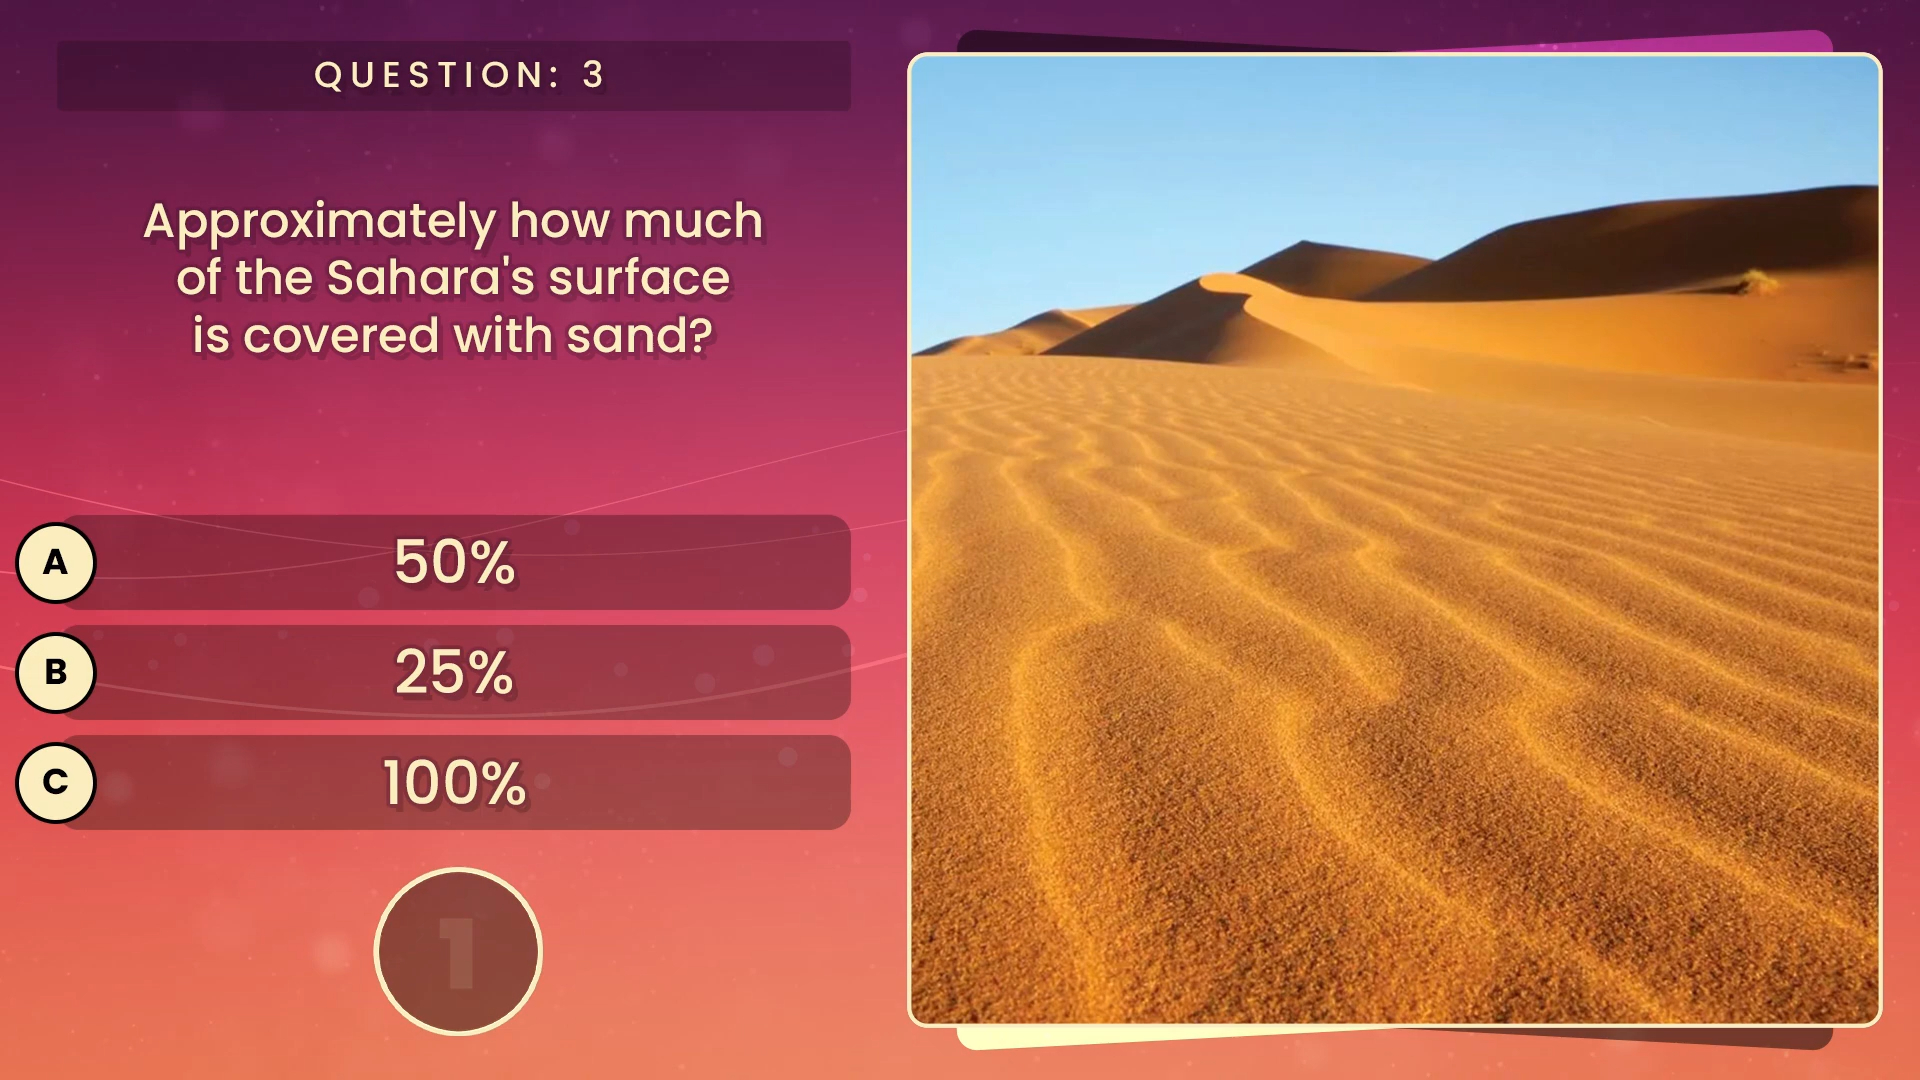 QUESTION: 3
Approximately how much
of the Sahara's surface
is covered with sand?
A
50%
B
25%
C
100%
1